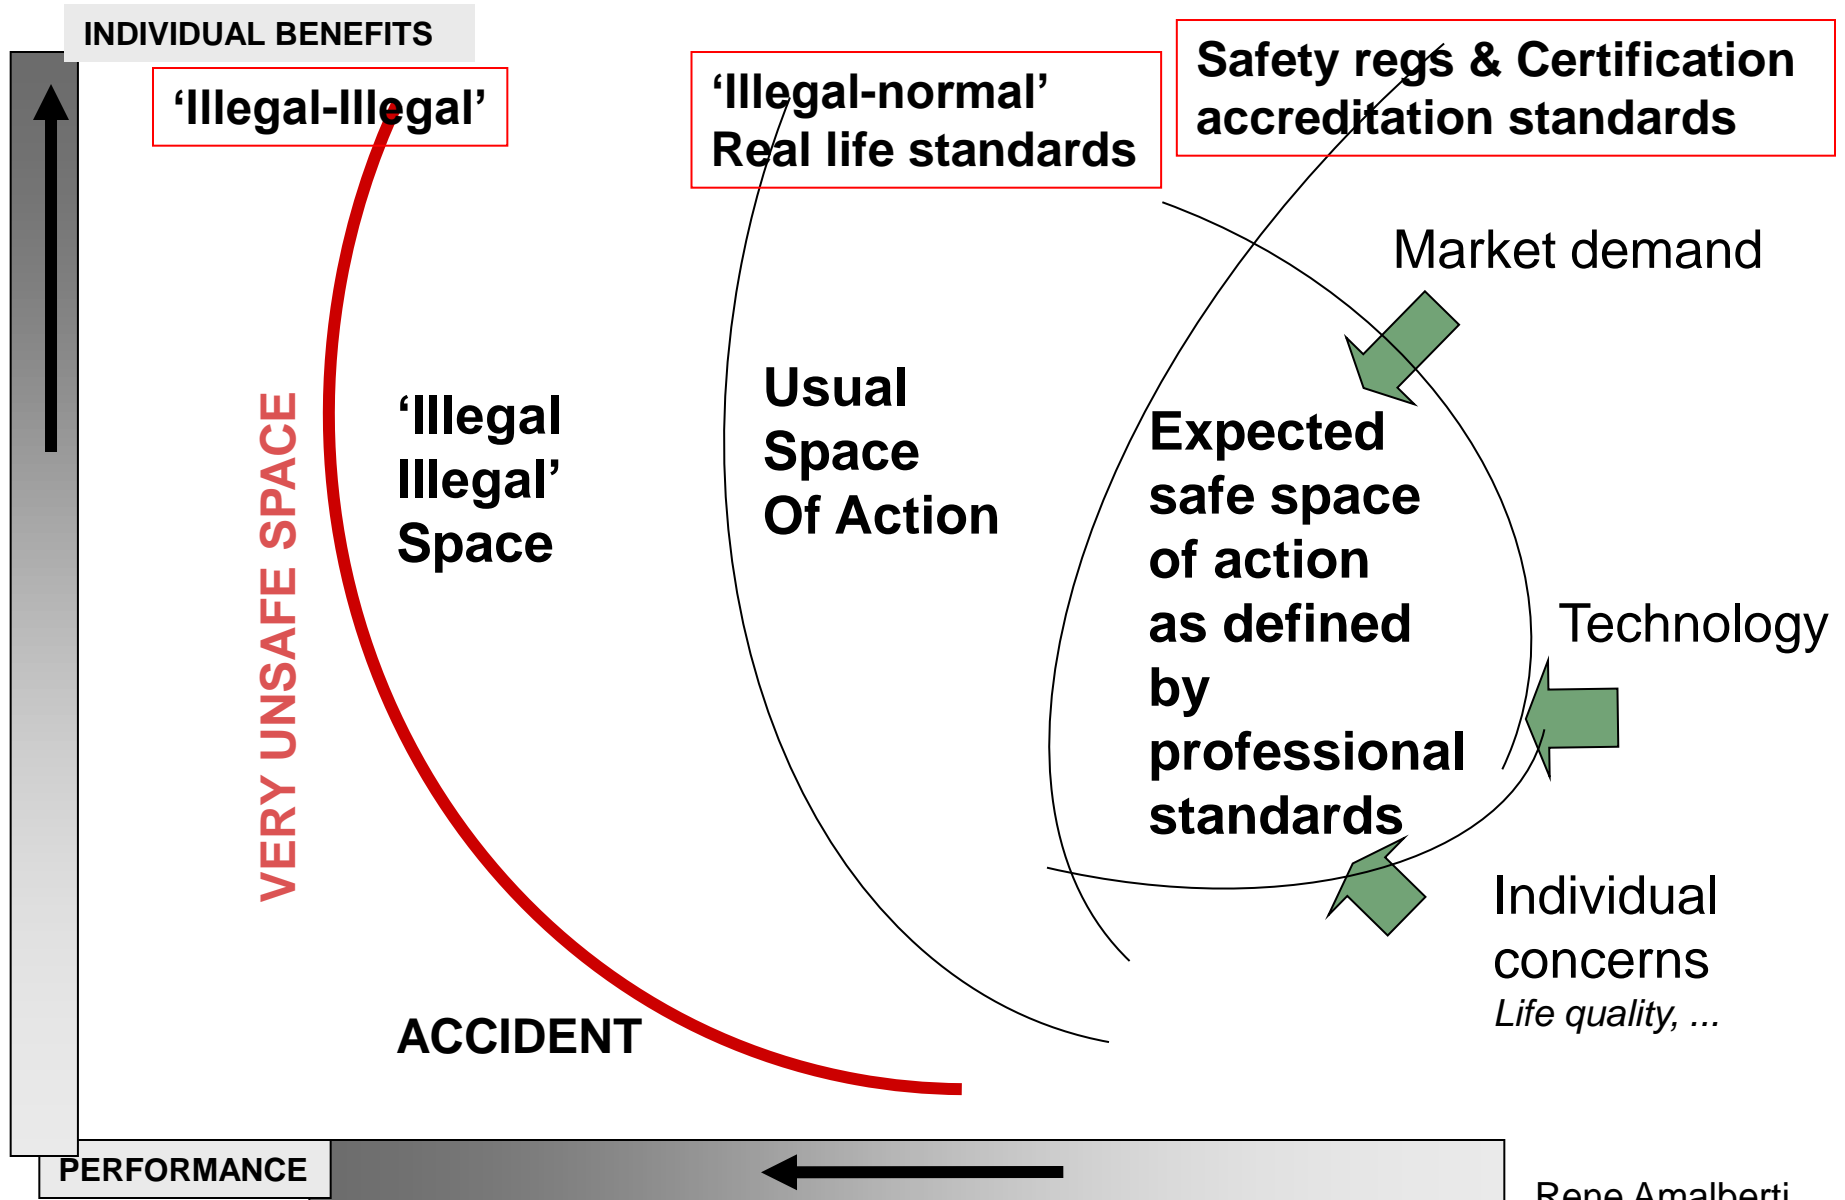 INDIVIDUAL BENEFITS
‘Illegal-Illegal’
‘Illegal-normal’
Real life standards
Safety regs & Certification
accreditation standards
Market demand
VERY UNSAFE SPACE
‘Illegal
Illegal’
Space
Usual
Space
Of Action
Expected
safe space
of action
as defined
by
professional
standards
Technology
Individual
concerns
Life quality, ...
ACCIDENT
PERFORMANCE
Rene Amalberti